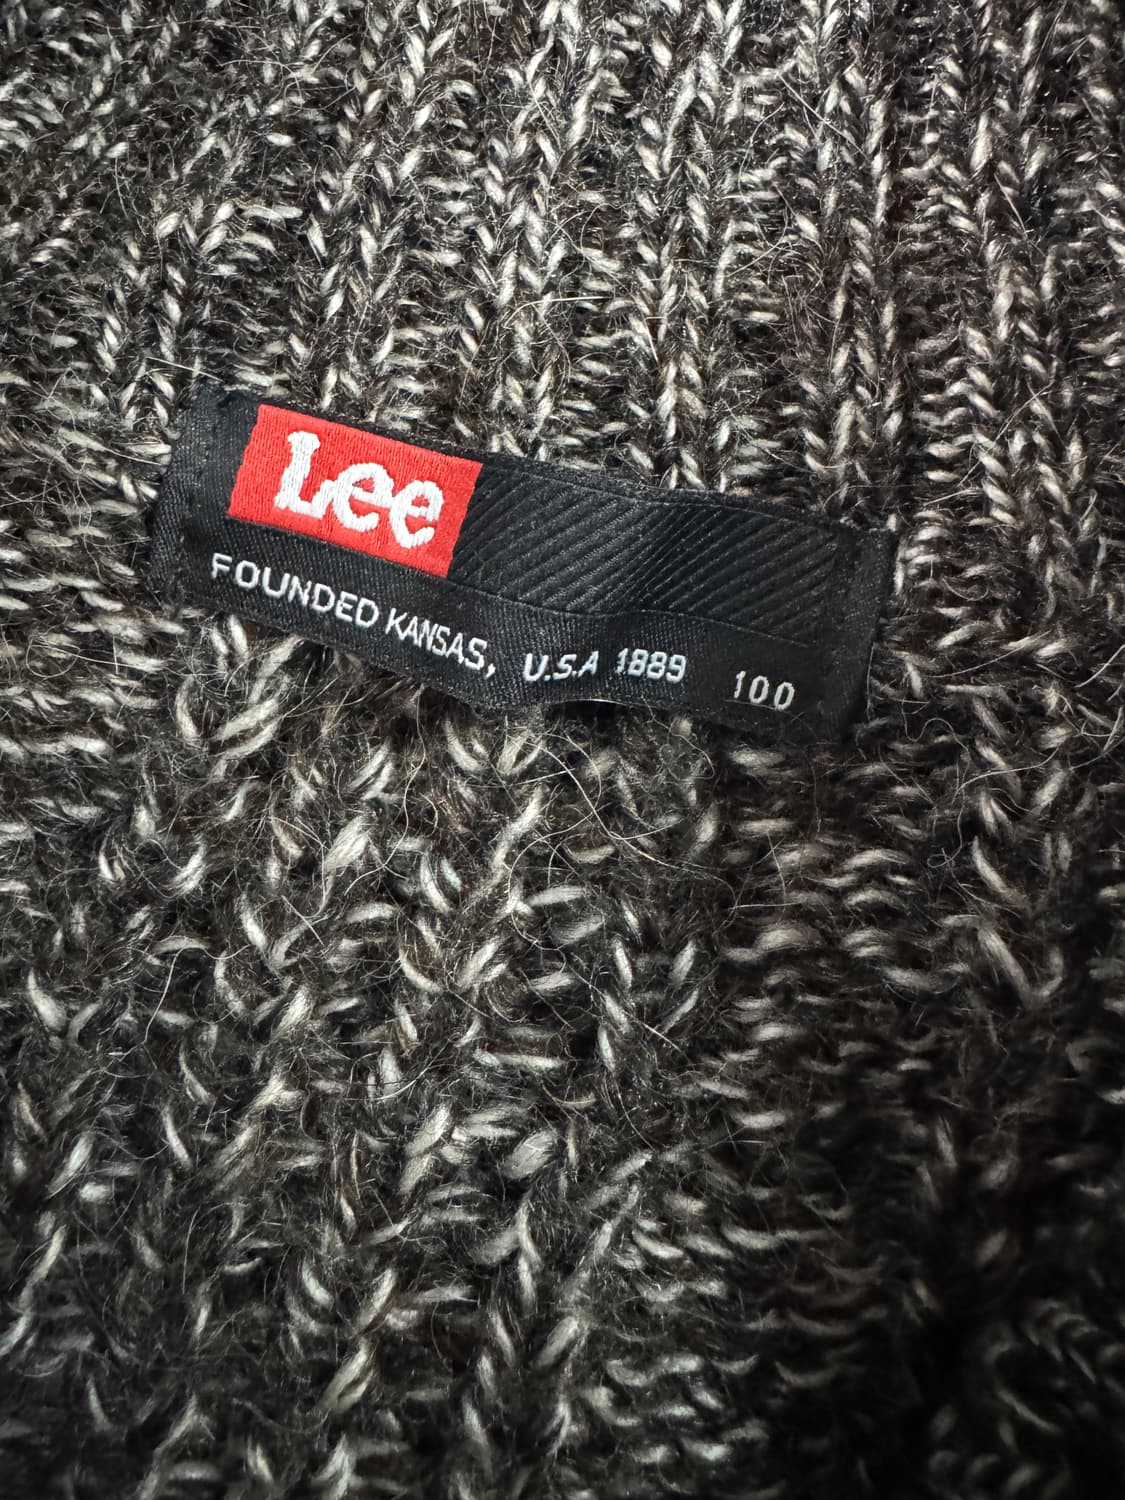 Lee
FOUNDED KANSAS, U.S.A 1889 100